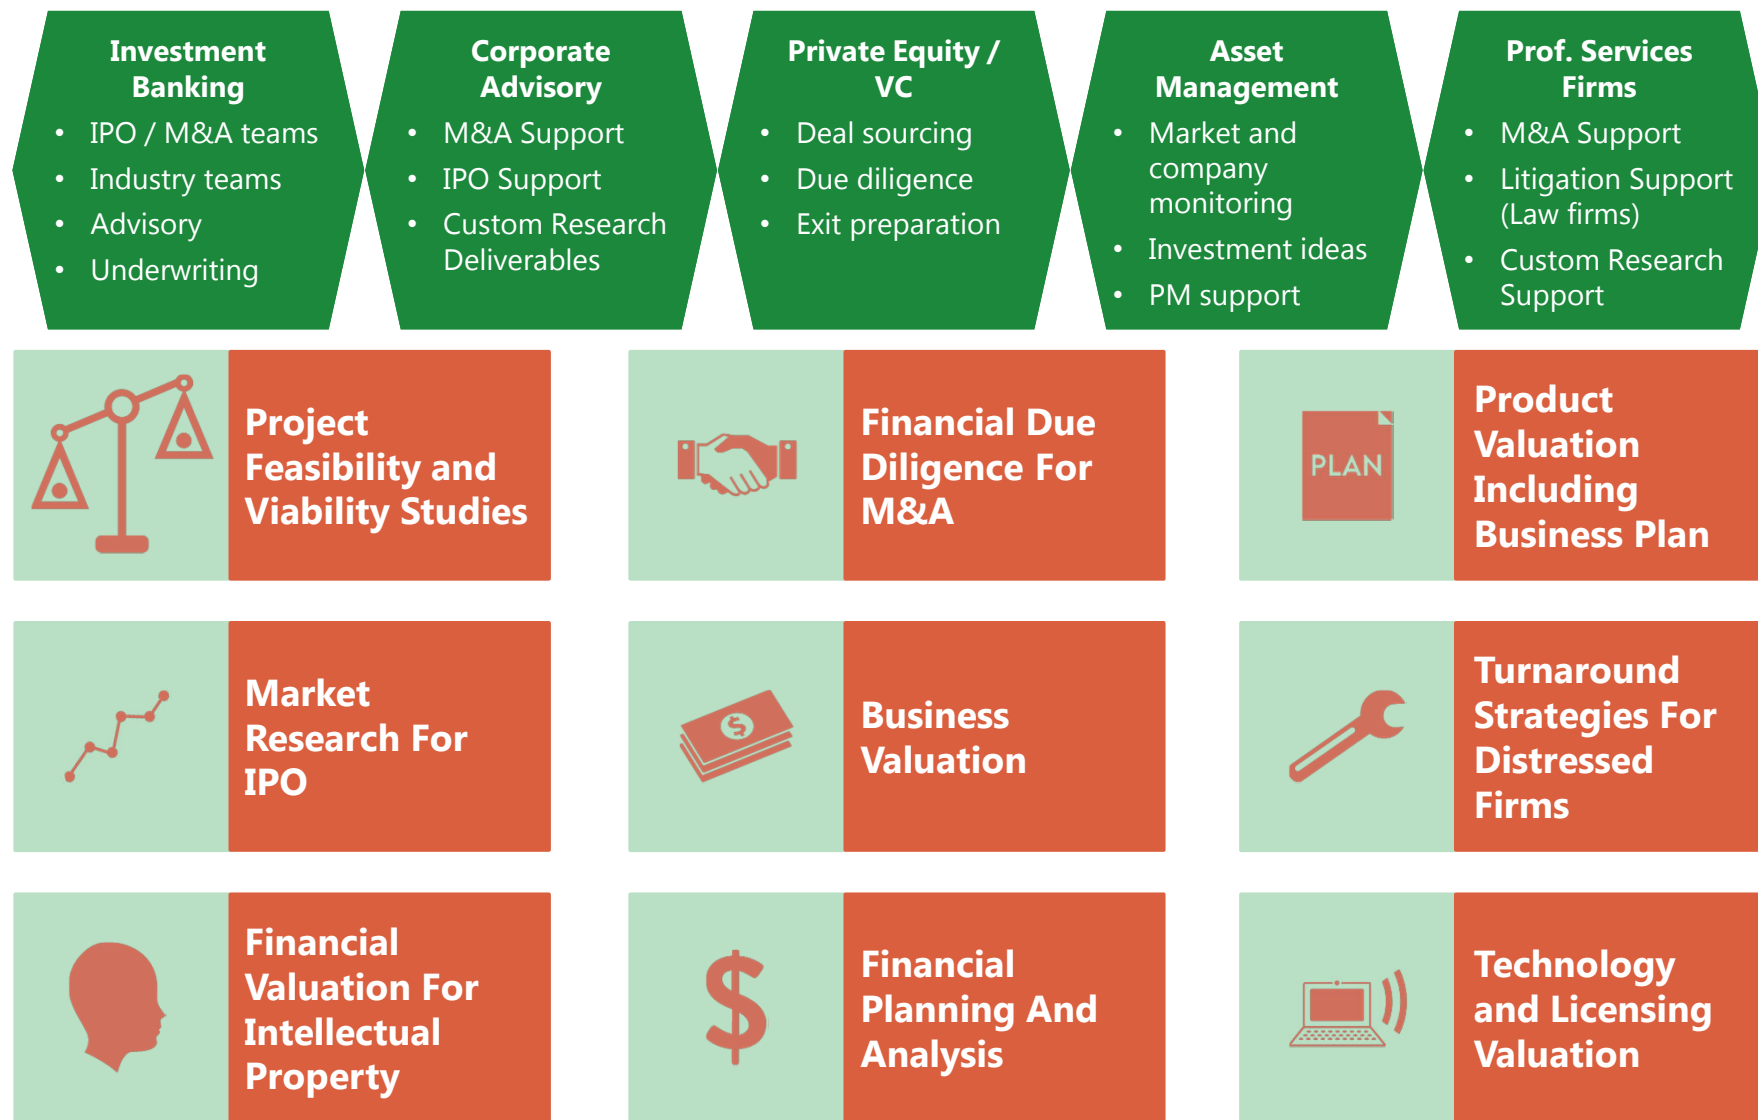 Investment
Banking
• IPO / M&A teams
• Industry teams
• Advisory
• Underwriting
Corporate
Advisory
• M&A Support
• IPO Support
• Custom Research
Deliverables
Private Equity /
VC
• Deal sourcing
• Due diligence
• Exit preparation
Asset
Management
• Market and
company
monitoring
• Investment ideas
• PM support
Prof. Services
Firms
• M&A Support
• Litigation Support
(Law firms)
• Custom Research
Support
Project
Feasibility and
Viability Studies
Financial Due
Diligence For
M&A
PLAN
Product
Valuation
Including
Business Plan
Market
Research For
IPO
$
Business
Valuation
Turnaround
Strategies For
Distressed
Firms
Financial
Valuation For
Intellectual
Property
$
Financial
Planning And
Analysis
Technology
and Licensing
Valuation